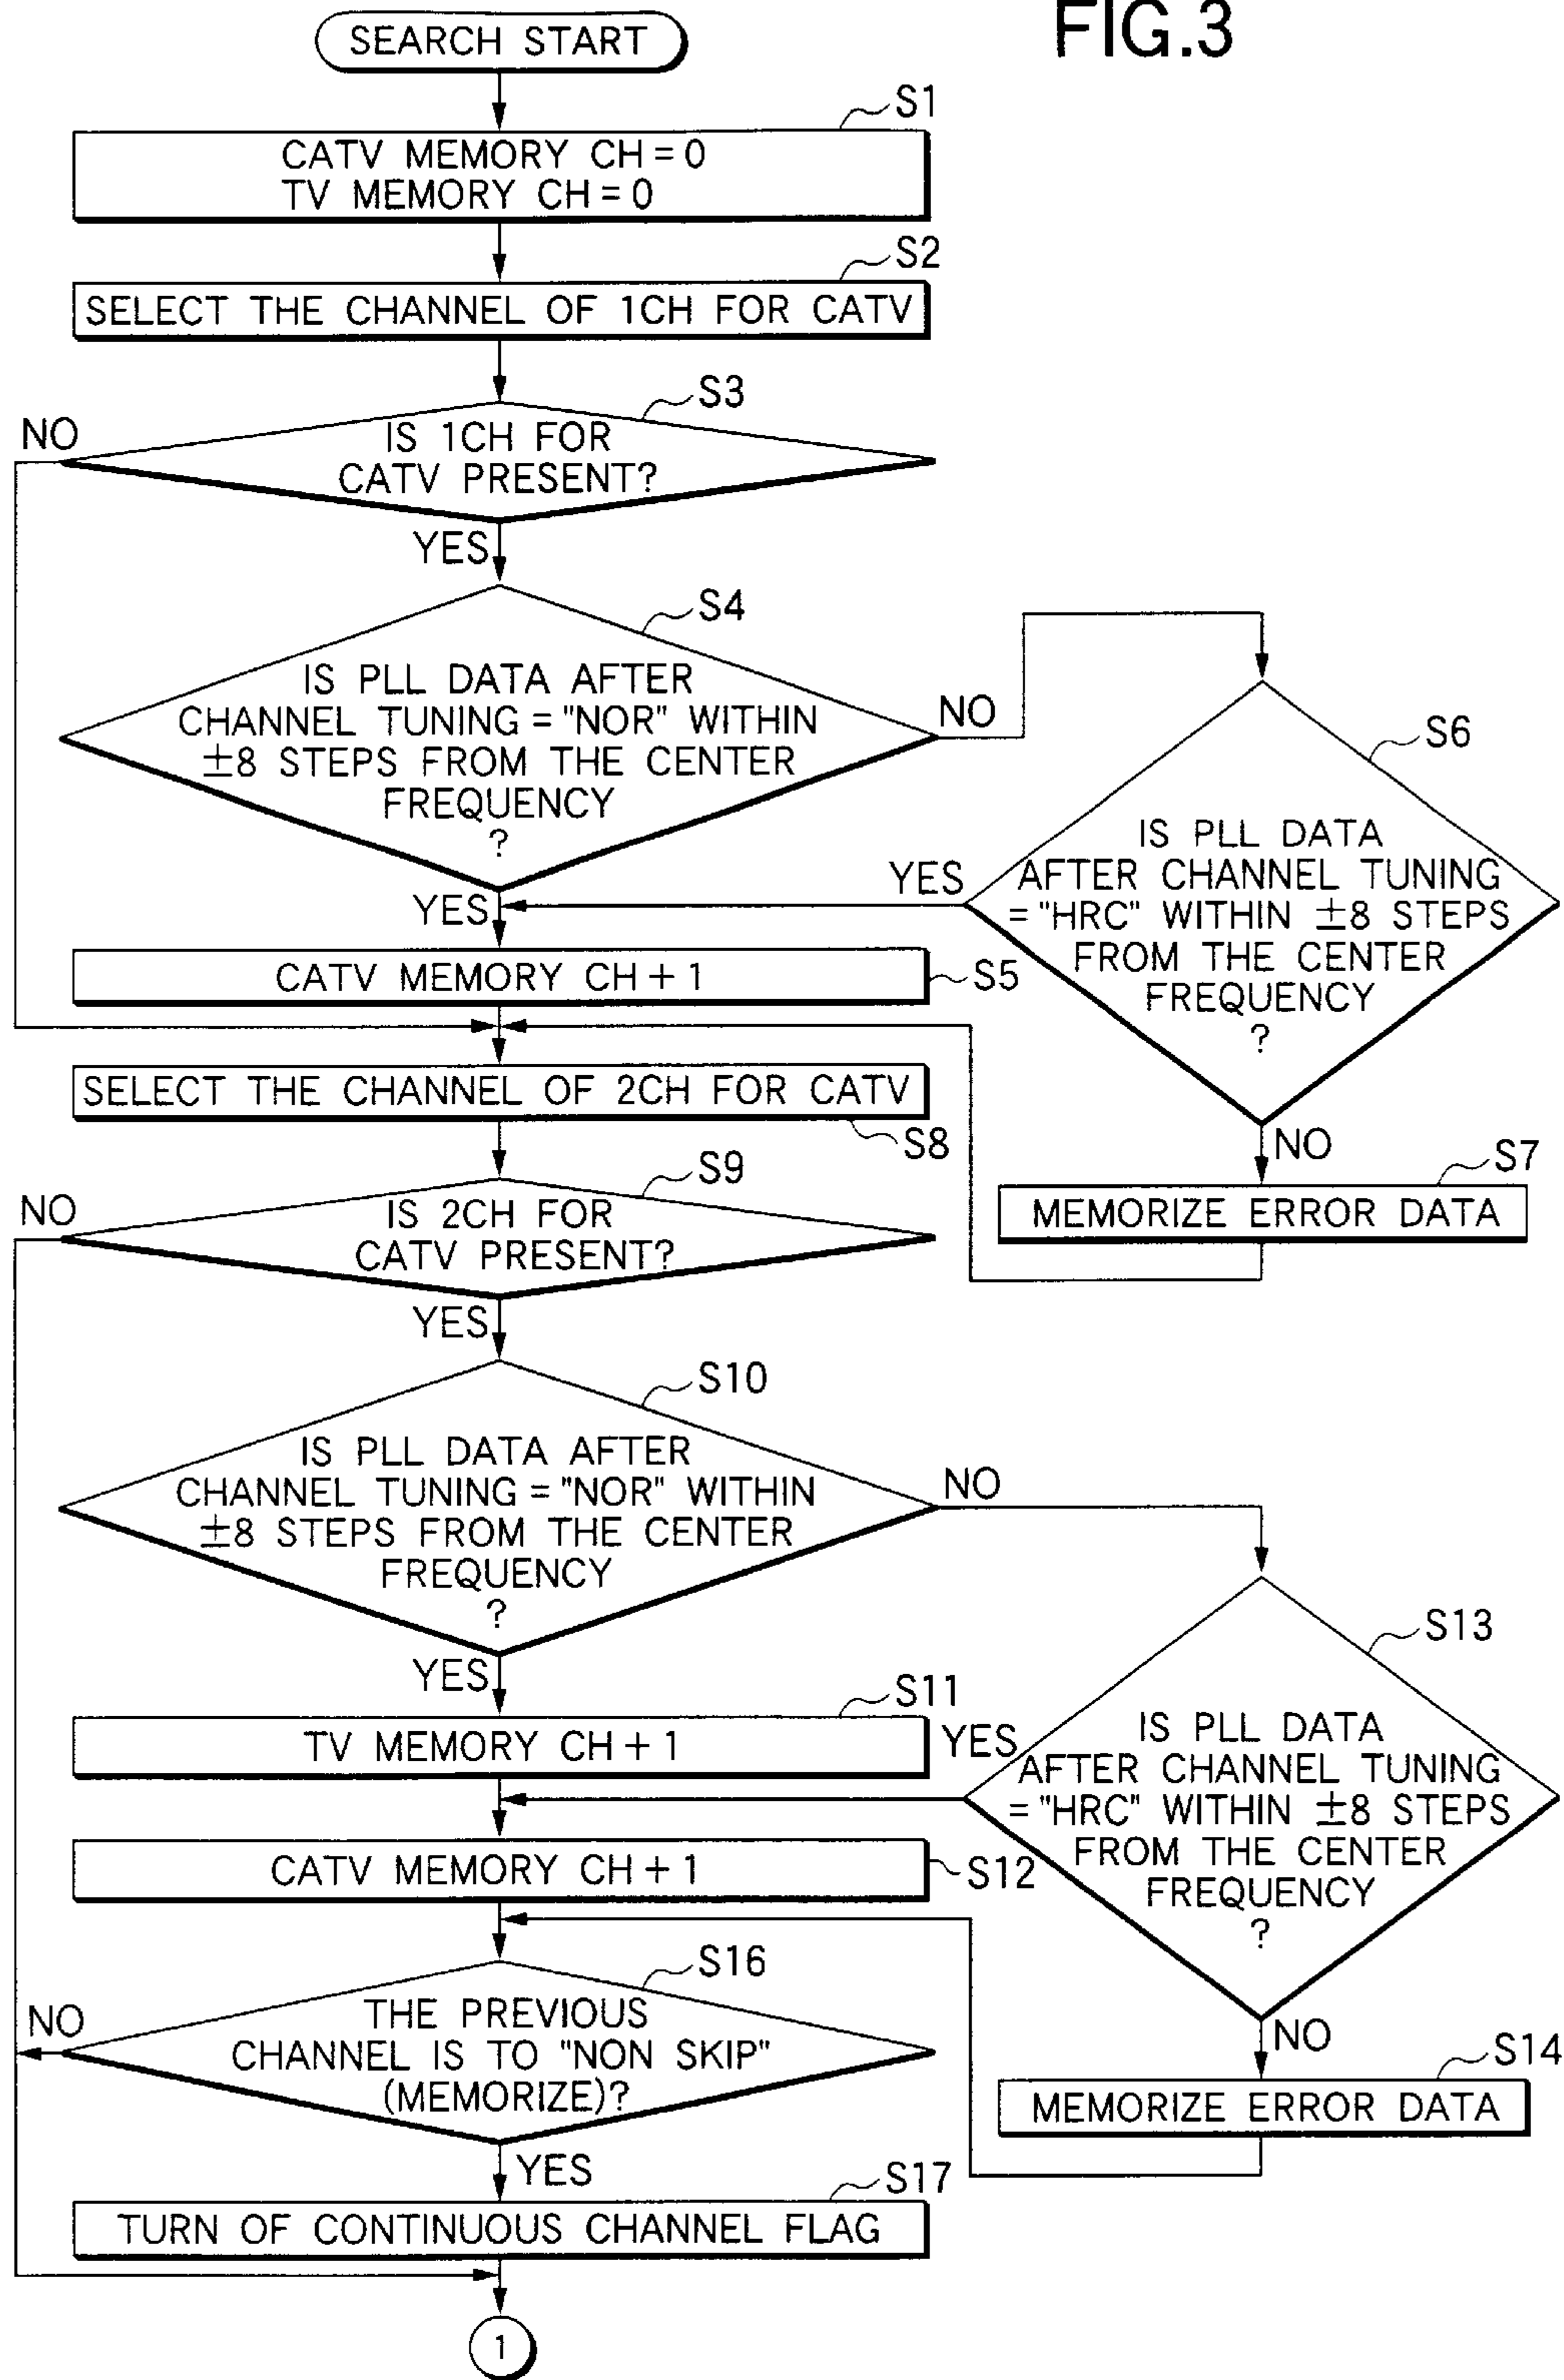 FIG.3
SEARCH START
S1
CATV MEMORY CH=0
TV MEMORY CH=0
S2
SELECT THE CHANNEL OF 1CH FOR CATV
S3
NO
IS 1CH FOR
CATV PRESENT?
YES
S4
IS PLL DATA AFTER
CHANNEL TUNING="NOR" WITHIN
±8 STEPS FROM THE CENTER
FREQUENCY
?
NO
S6
IS PLL DATA
AFTER CHANNEL TUNING
="HRC" WITHIN ±8 STEPS
FROM THE CENTER
FREQUENCY
?
YES
YES
CATV MEMORY CH+1
S5
SELECT THE CHANNEL OF 2CH FOR CATV
S8
NO
S7
MEMORIZE ERROR DATA
S9
NO
IS 2CH FOR
CATV PRESENT?
YES
S10
IS PLL DATA AFTER
CHANNEL TUNING="NOR" WITHIN
±8 STEPS FROM THE CENTER
FREQUENCY
?
NO
YES
S13
IS PLL DATA
AFTER CHANNEL TUNING
="HRC" WITHIN ±8 STEPS
FROM THE CENTER
FREQUENCY
?
YES
S11
TV MEMORY CH+1
CATV MEMORY CH+1
S12
NO
S14
MEMORIZE ERROR DATA
S16
NO
THE PREVIOUS
CHANNEL IS TO "NON SKIP"
(MEMORIZE)?
YES
S17
TURN OF CONTINUOUS CHANNEL FLAG
1